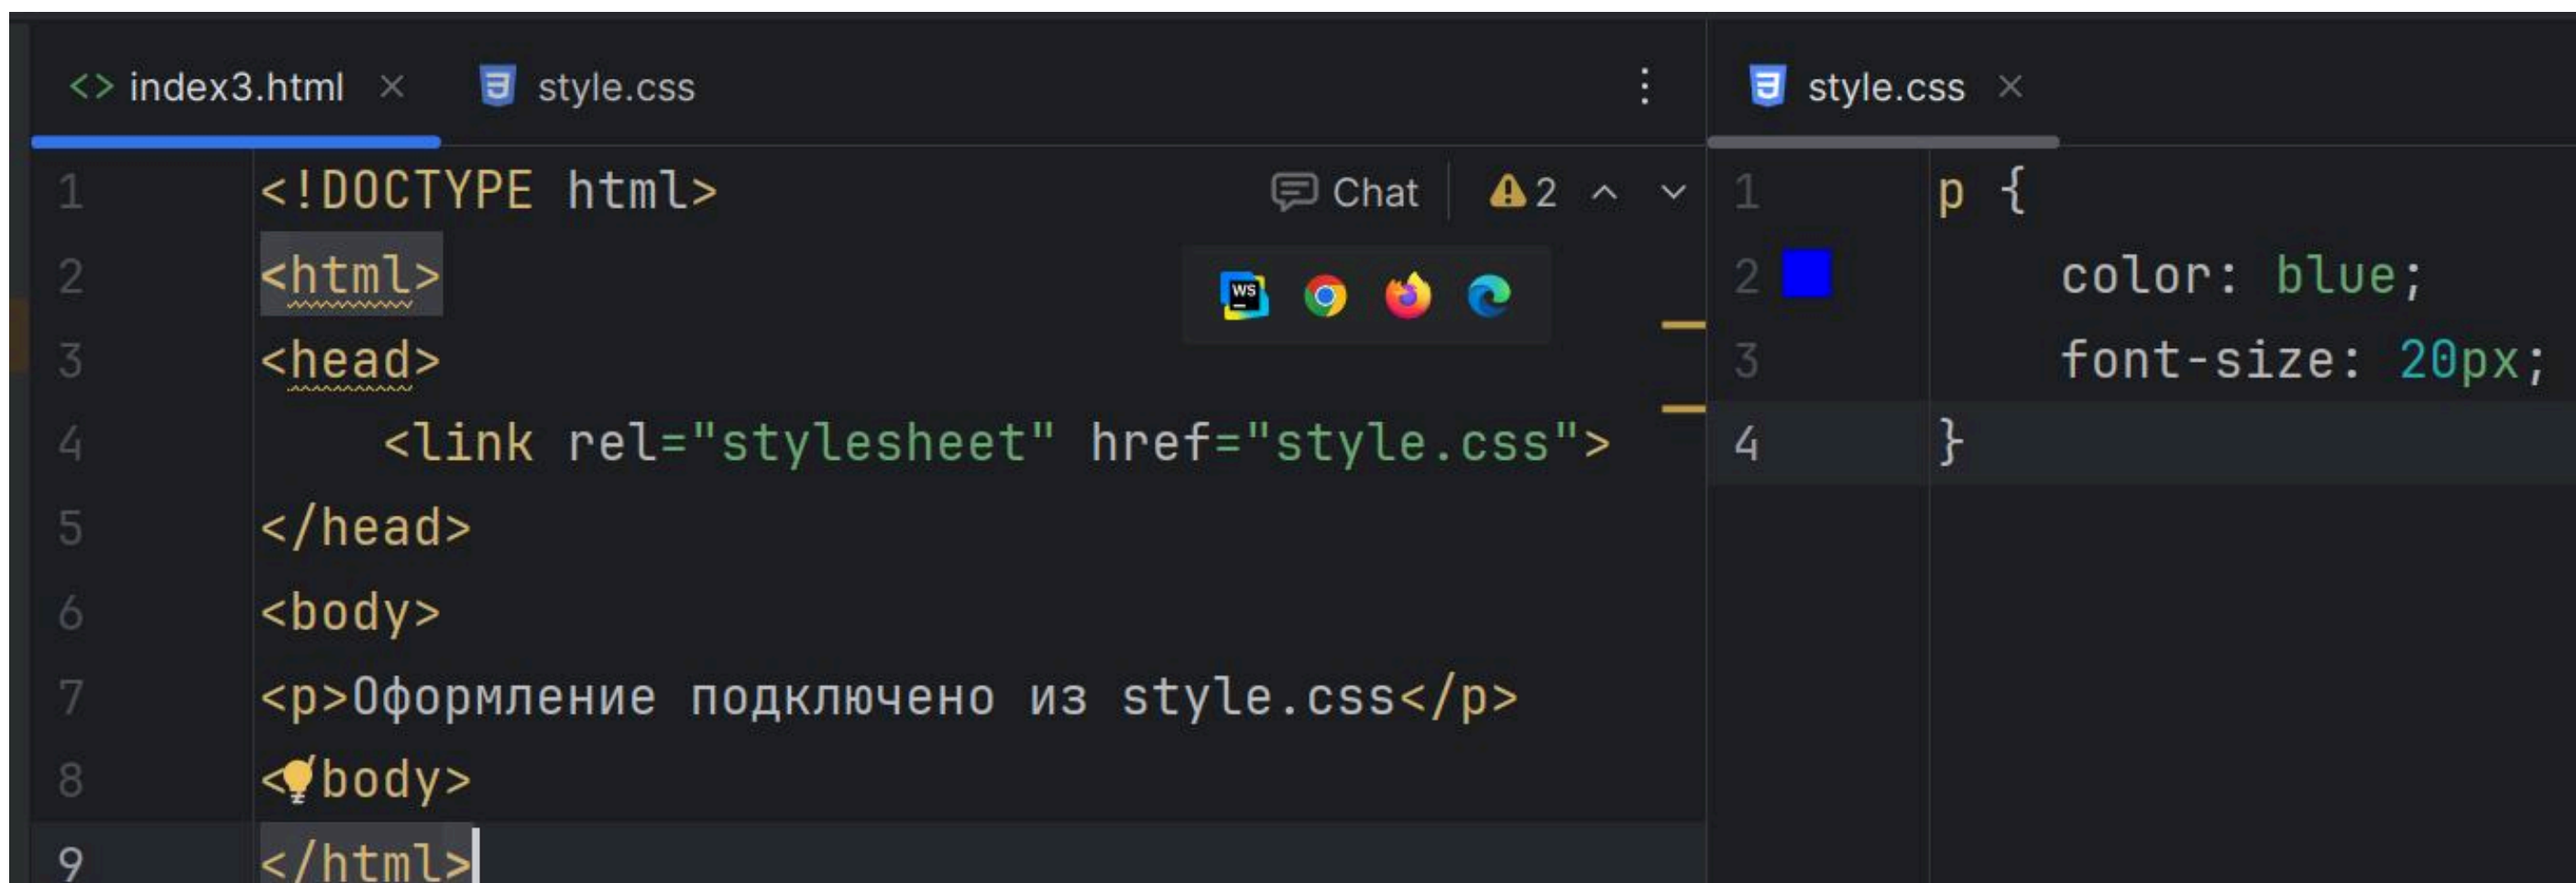 index3.html
style.css
style.css
Chat
2
1 <!DOCTYPE html>
2 <html>
3 <head>
4 <link rel="stylesheet" href="style.css">
5 </head>
6 <body>
7 <p>Оформление подключено из style.css</p>
8 </body>
9 </html>
WS
1 p {
2 color: blue;
3 font-size: 20px;
4 }